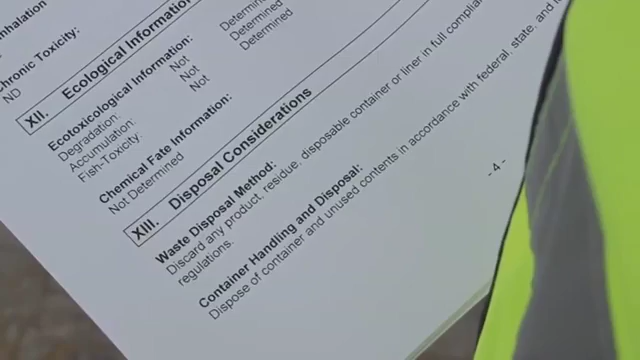 nhalation
Chronic Toxicity:
ND
XII. Ecological Information
Ecotoxicological Information:
Degradation: Not Determined
Accumulation: Not Determined
Fish-Toxicity: Not Determined
Chemical Fate Information:
Not Determined
XIII. Disposal Considerations
Waste Disposal Method:
Discard any product, residue, disposable container or liner in full complian
regulations.
Container Handling and Disposal:
Dispose of container and unused contents in accordance with federal, state, and
-4-